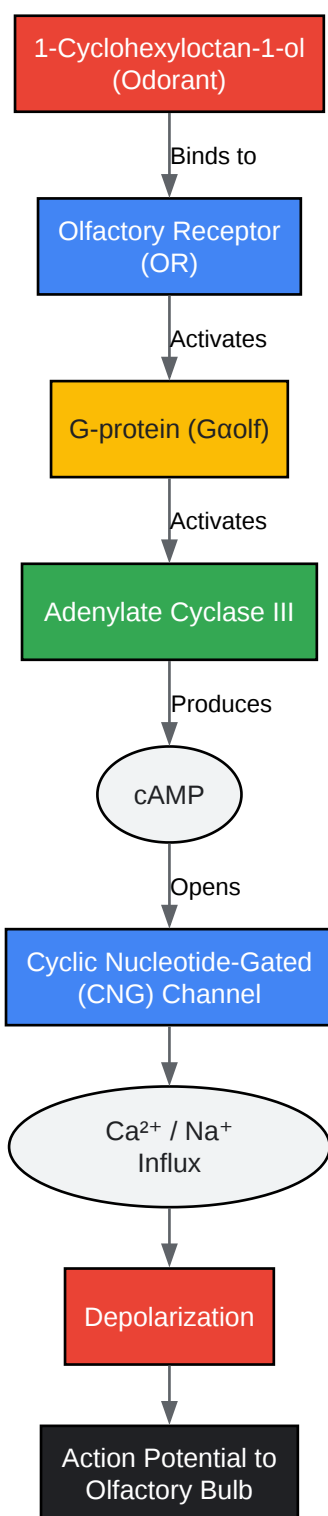 1-Cyclohexyloctan-1-ol
(Odorant)
Binds to
Olfactory Receptor
(OR)
Activates
G-protein (Gαolf)
Activates
Adenylate Cyclase III
Produces
cAMP
Opens
Cyclic Nucleotide-Gated
(CNG) Channel
Ca²⁺ / Na⁺
Influx
Depolarization
Action Potential to
Olfactory Bulb